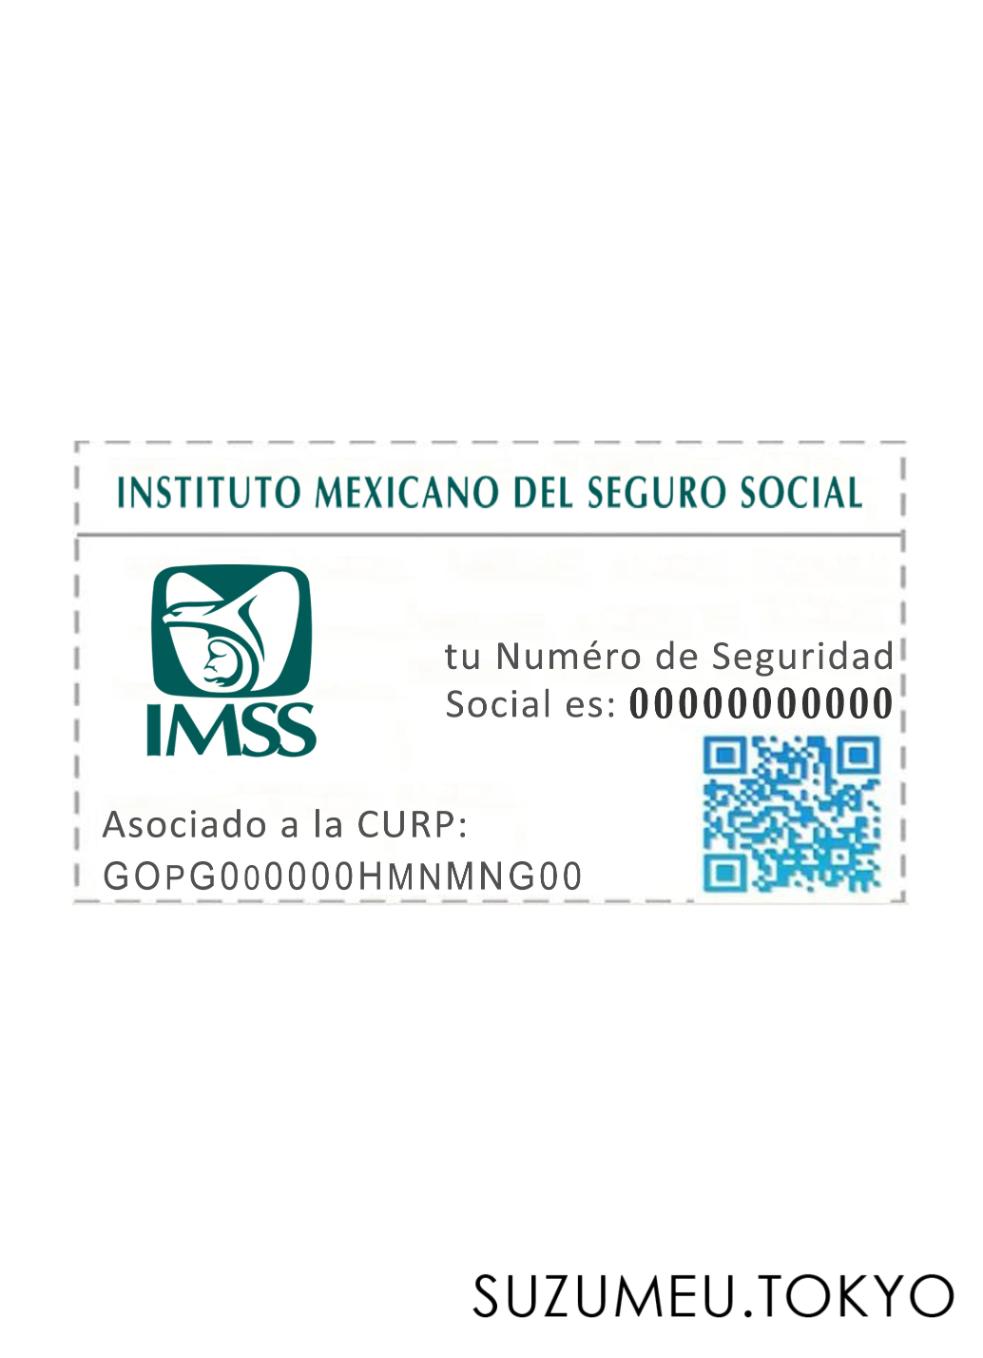 INSTITUTO MEXICANO DEL SEGURO SOCIAL
IMSS
tu Numéro de Seguridad
Social es: 00000000000
Asociado a la CURP:
GOPG000000HMNMNG00
SUZUMEU.TOKYO